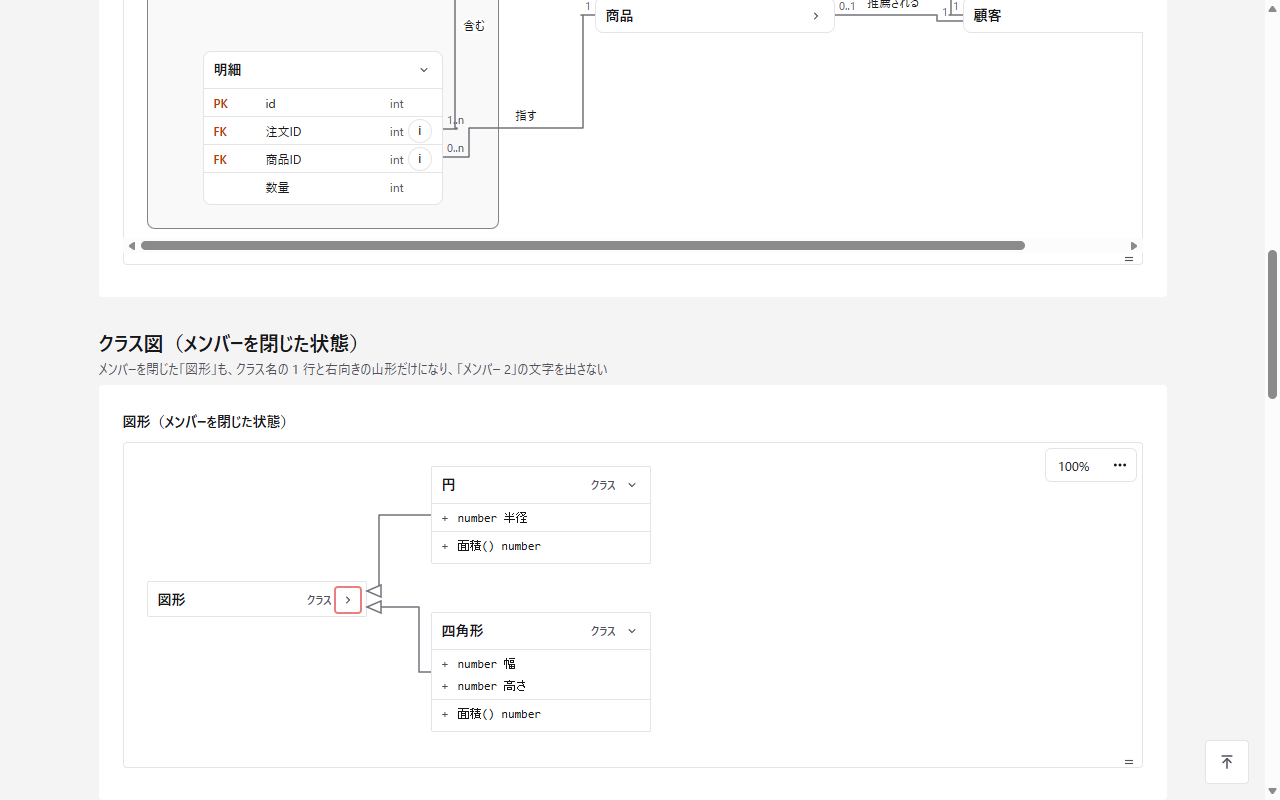 含む
1
商品
0..1
推薦される
1
1
顧客
明細
PK id int
FK 注文ID int i
FK 商品ID int i
数量 int
1..n
0..n
指す
クラス図（メンバーを閉じた状態）
メンバーを閉じた「図形」も、クラス名の 1 行と右向きの山形だけになり、「メンバー 2」の文字を出さない
図形（メンバーを閉じた状態）
100%
円 クラス
+ number 半径
+ 面積() number
図形 クラス
四角形 クラス
+ number 幅
+ number 高さ
+ 面積() number